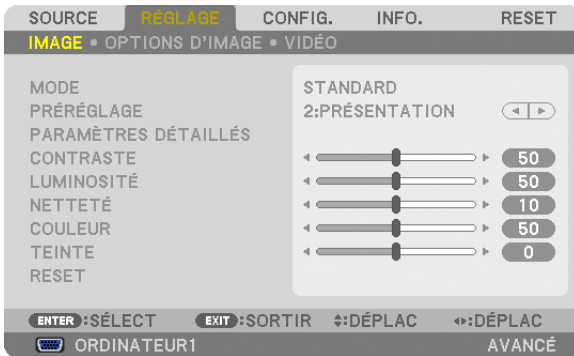 SOURCE RÉGLAGE CONFIG. INFO. RESET
IMAGE • OPTIONS D'IMAGE • VIDÉO
MODE STANDARD
PRÉRÉGLAGE 2:PRÉSENTATION
PARAMÈTRES DÉTAILLÉS
CONTRASTE 50
LUMINOSITÉ 50
NETTETÉ 10
COULEUR 50
TEINTE 0
RESET
ENTER :SÉLECT EXIT :SORTIR :DÉPLAC :DÉPLAC
ORDINATEUR1 AVANCÉ